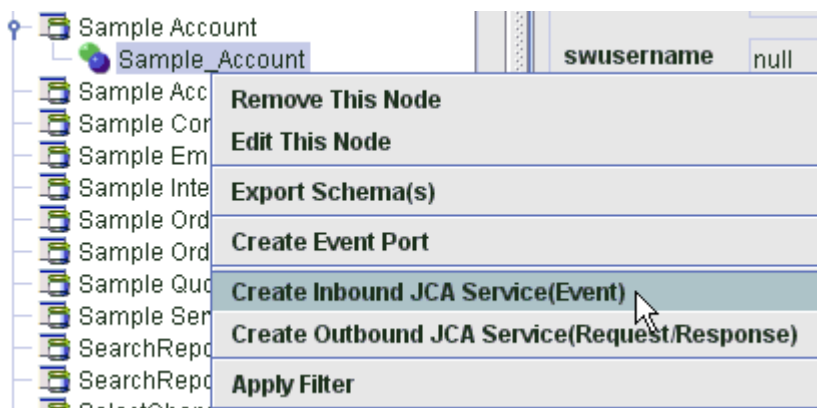 Sample Account
Sample_Account
swusername null
Sample Acc
Remove This Node
Sample Cor
Edit This Node
Sample Em
Sample Inte
Export Schema(s)
Sample Ord
Create Event Port
Sample Ord
Sample Quo
Create Inbound JCA Service(Event)
Sample Ser
Create Outbound JCA Service(Request/Response)
SearchRepo
SearchRepo
Apply Filter